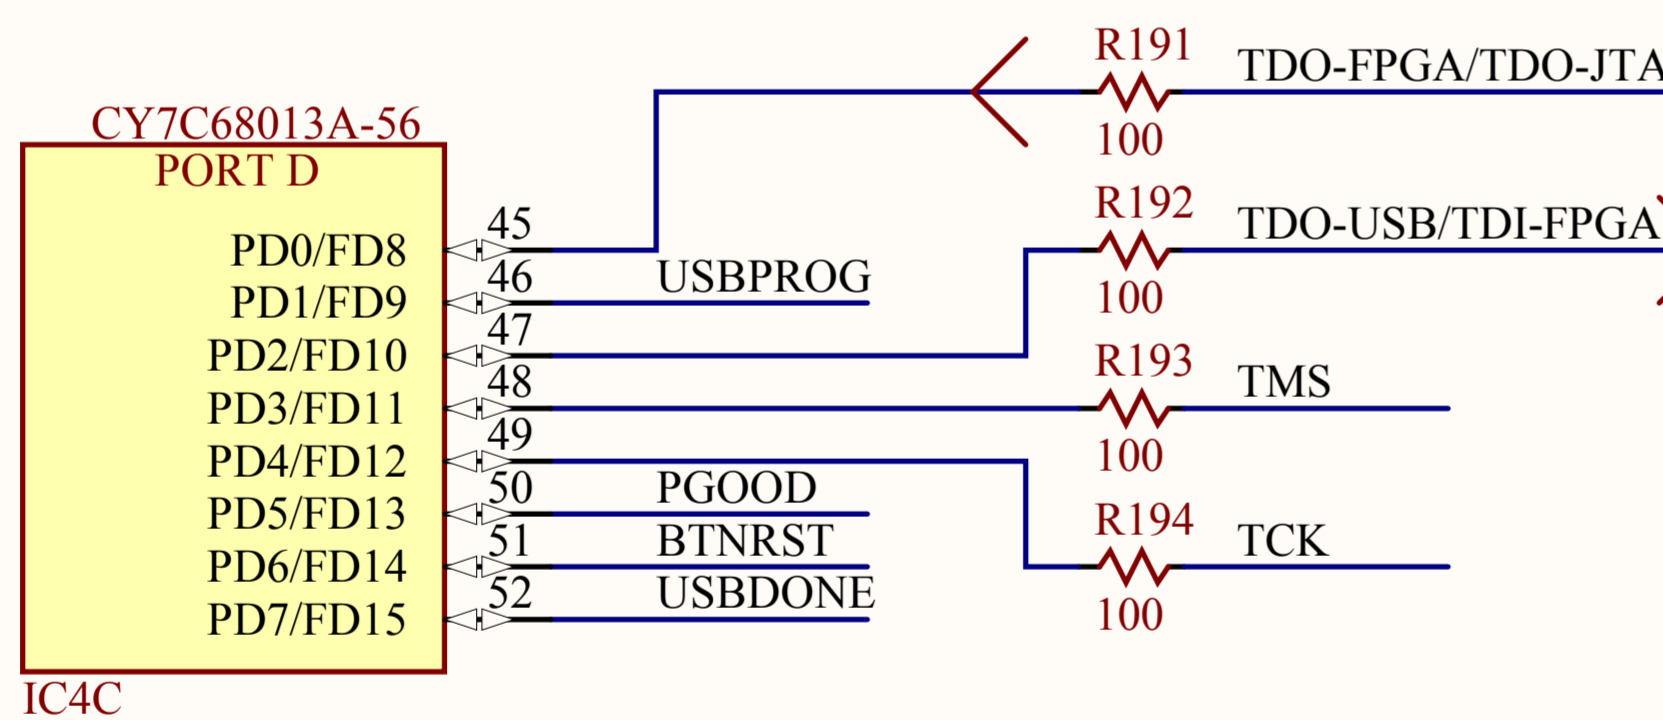 R191
TDO-FPGA/TDO-JTA
100
CY7C68013A-56
PORT D
R192
TDO-USB/TDI-FPGA
100
45
PD0/FD8
46
USBPROG
PD1/FD9
47
PD2/FD10
R193
TMS
100
48
PD3/FD11
49
PD4/FD12
50
PGOOD
PD5/FD13
R194
TCK
100
51
BTNRST
PD6/FD14
52
USBDONE
PD7/FD15
IC4C